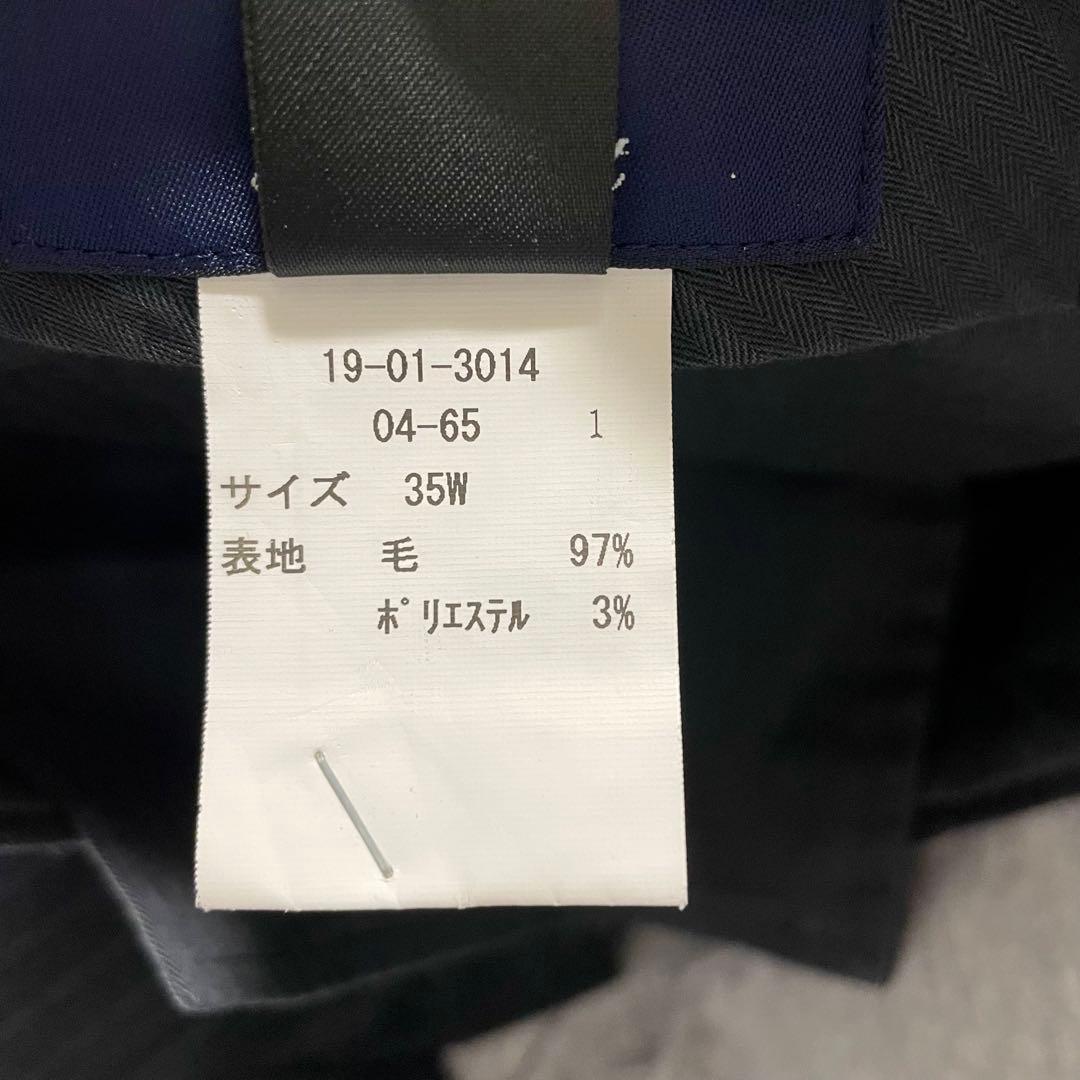 19-01-3014
04-65 1
サイズ 35W
表地 毛 97%
ﾎﾟﾘｴｽﾃﾙ 3%